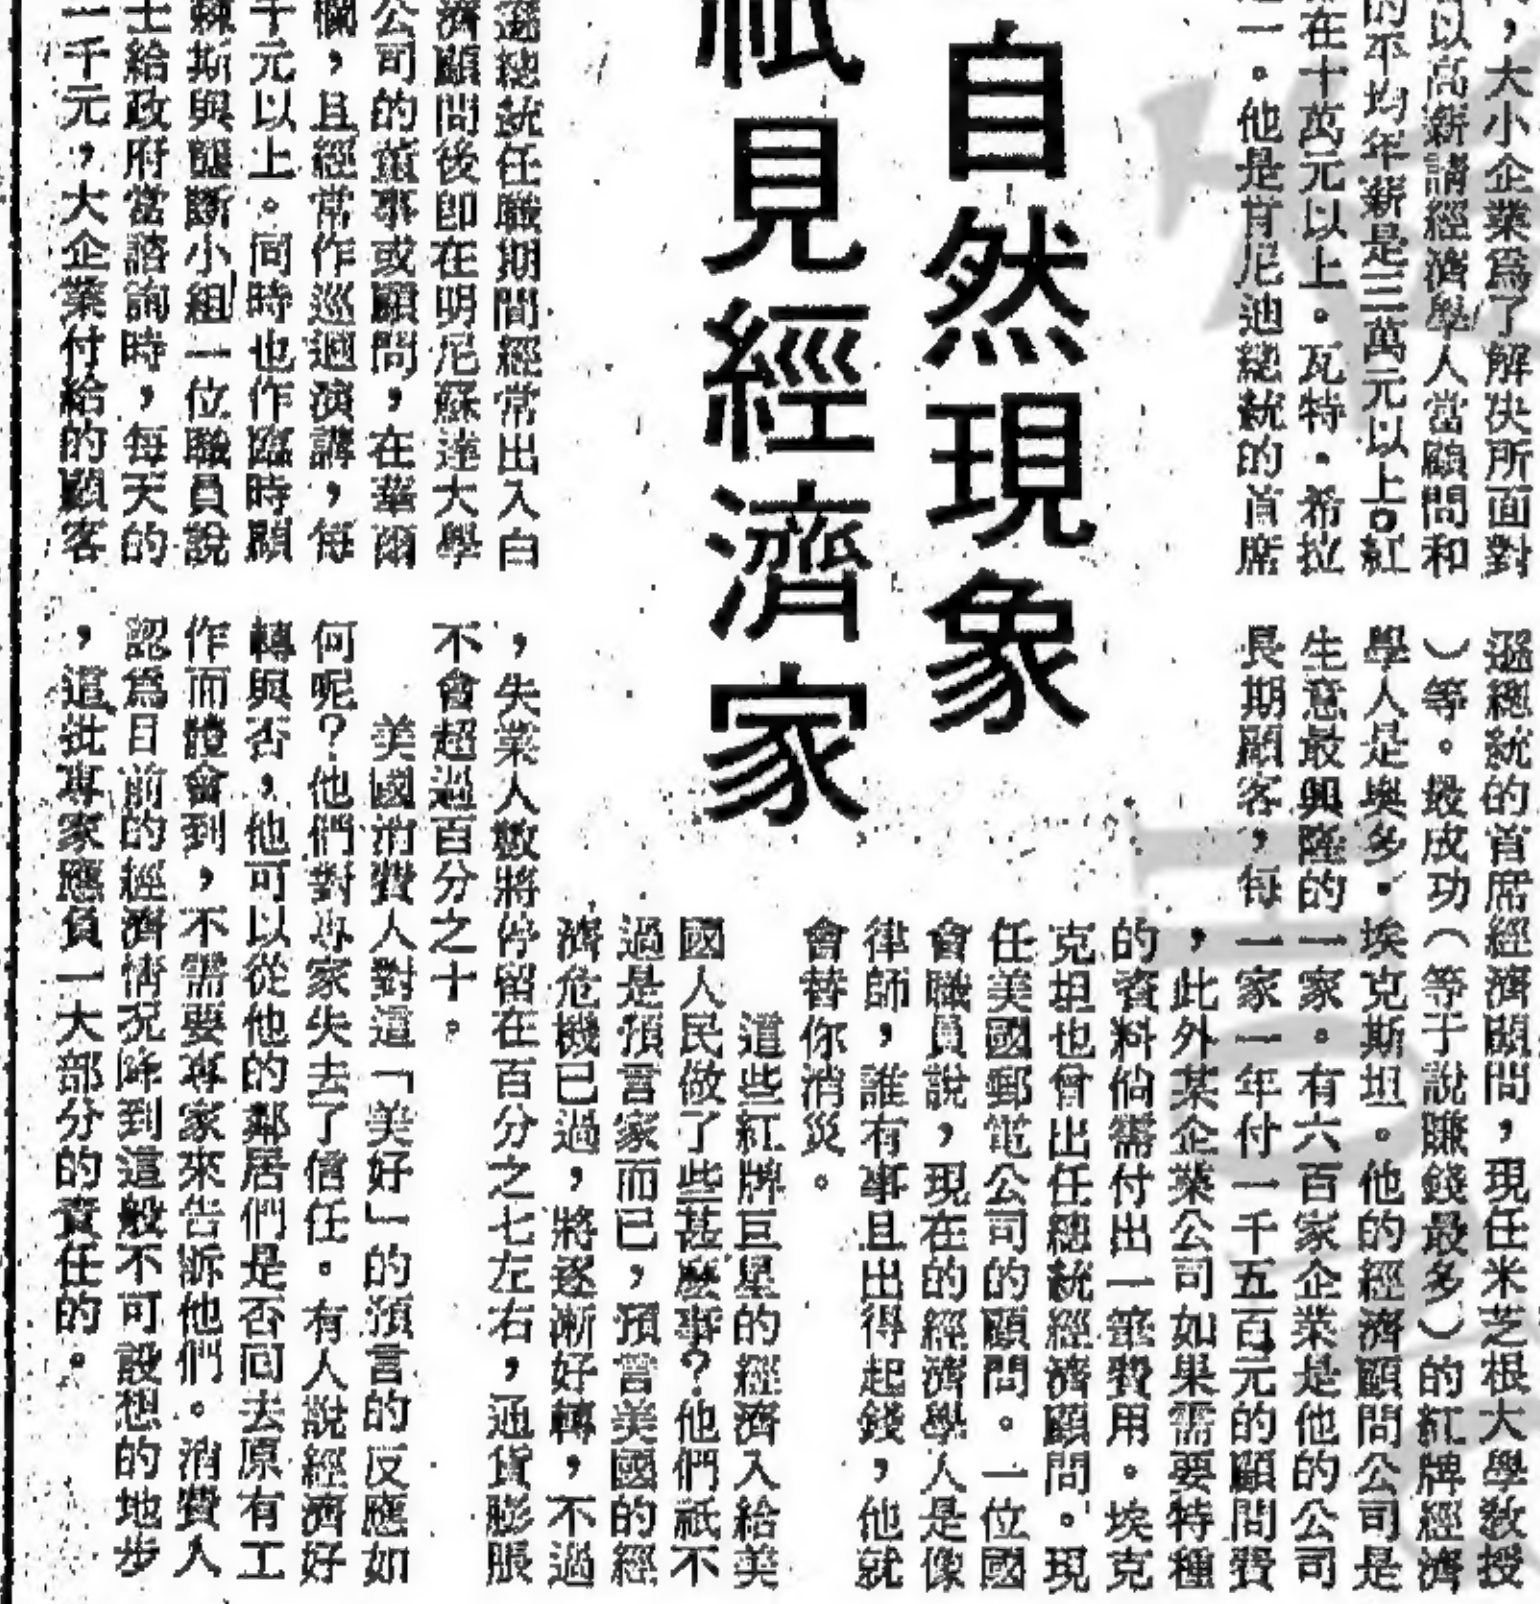 ，大小企業爲了解决所面對
以高薪請經濟學人當顧問和
的平均年薪是三萬元以上。紅
在十萬元以上。瓦特・希拉
一。他是甘尼迪總統的首席
自然現象
祇見經濟家
遜總統任職期間經常出入白
濟顧問後卽在明尼蘇達大學
公司的董事或顧問，在華爾
欄，且經常作巡迴演講，每
千元以上。同時也作臨時顧
棘斯與壟斷小組一位職員說
士給政府當諮詢時，每天的
一千元，大企業付給的顧客
遜總統的首席經濟顧問，現任米芝根大學敎授
）等。最成功（等于說賺錢最多）的紅牌經濟
學人是奧多・埃克斯坦。他的經濟顧問公司是
生意最興隆的一家。有六百家企業是他的公司
長期顧客，每一家一年付一千五百元的顧問費
，此外某企業公司如果需要特種
的資料倘需付出一筆費用。埃克
克坦也曾出任總統經濟顧問。現
任美國郵電公司的顧問。一位國
會職員說，現在的經濟學人是像
律師，誰有事且出得起錢，他就
會替你消災。
這些紅牌巨星的經濟入給美
國人民做了些甚麽事？他們祇不
過是預言家而已，預言美國的經
濟危機已過，將逐漸好轉，不過
，失業人數將停留在百分之七左右，通貨膨脹
不會超過百分之十。
美國消費人對這「美好」的預言的反應如
何呢？他們對專家失去了信任。有人說經濟好
轉與否，他可以從他的鄰居們是否囘去原有工
作而體會到，不需要專家來告訴他們。消費人
認爲目前的經濟情况降到這般不可設想的地步
，這批專家應負一大部分的責任的。